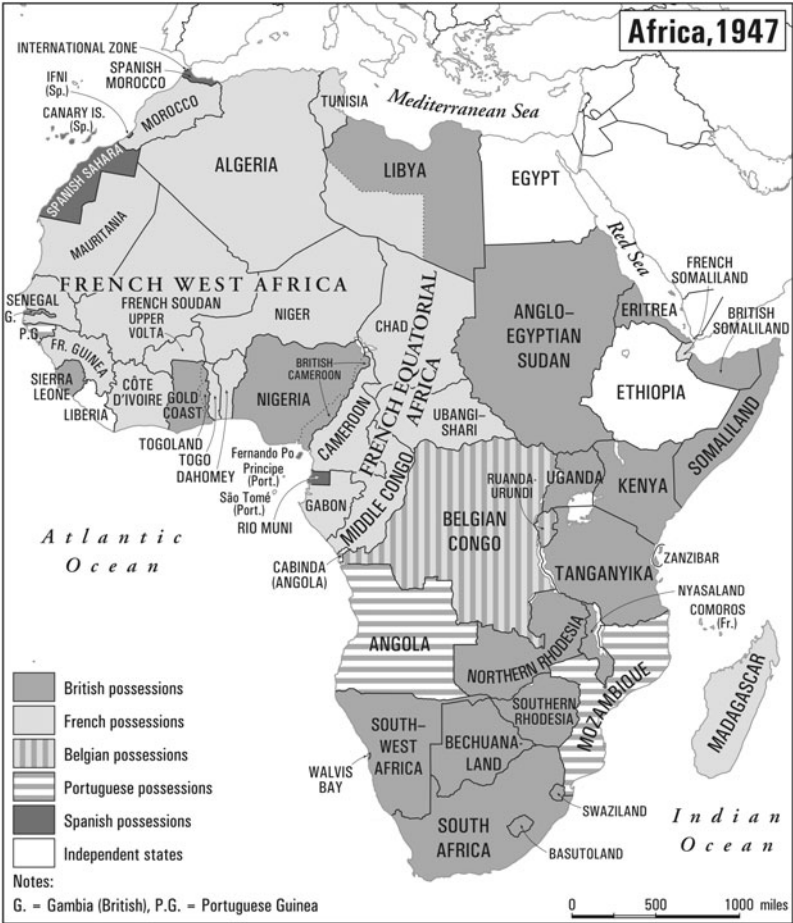 Africa, 1947
INTERNATIONAL ZONE
SPANISH
MOROCCO
IFNI
(Sp.)
CANARY IS.
(Sp.)
MOROCCO
TUNISIA
Mediterranean Sea
SPANISH SAHARA
ALGERIA
LIBYA
EGYPT
MAURITANIA
Red Sea
FRENCH WEST AFRICA
FRENCH
SOMALILAND
SENEGAL
G.
P.G.
FRENCH SOUDAN
UPPER
VOLTA
NIGER
CHAD
FRENCH EQUATORIAL
AFRICA
ANGLO-
EGYPTIAN
SUDAN
ERITREA
BRITISH
SOMALILAND
FR. GUINEA
SIERRA
LEONE
LIBERIA
CÔTE
D'IVOIRE
GOLD
COAST
NIGERIA
BRITISH
CAMEROON
CAMEROON
UBANGI-
SHARI
ETHIOPIA
SOMALILAND
TOGOLAND
TOGO
DAHOMEY
Fernando Po
Principe
(Port.)
São Tomé
(Port.)
RIO MUNI
GABON
MIDDLE CONGO
RUANDA-
URUNDI
UGANDA
KENYA
BELGIAN
CONGO
Atlantic
Ocean
CABINDA
(ANGOLA)
TANGANYIKA
ZANZIBAR
NYASALAND
COMOROS
(Fr.)
ANGOLA
NORTHERN RHODESIA
MOZAMBIQUE
MADAGASCAR
SOUTHERN
RHODESIA
SOUTH-
WEST
AFRICA
BECHUANA-
LAND
WALVIS
BAY
SWAZILAND
SOUTH
AFRICA
BASUTOLAND
Indian
Ocean
British possessions
French possessions
Belgian possessions
Portuguese possessions
Spanish possessions
Independent states
Notes:
G. = Gambia (British), P.G. = Portuguese Guinea
0 500 1000 miles